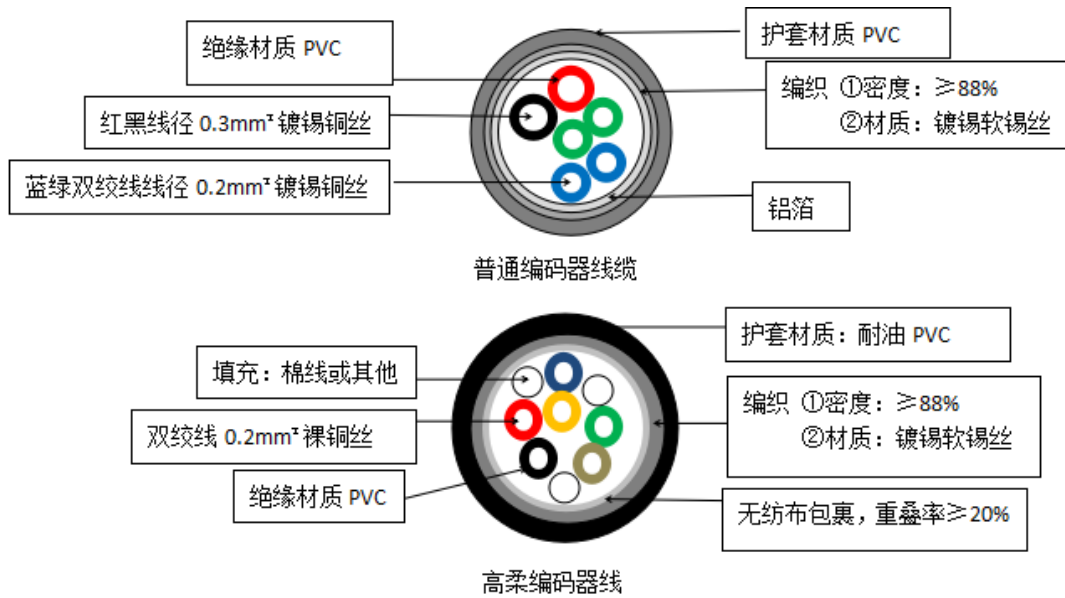 绝缘材质 PVC
护套材质 PVC
红黑线径 0.3mm² 镀锡铜丝
编织 ①密度：≥88%
②材质：镀锡软锡丝
蓝绿双绞线线径 0.2mm² 镀锡铜丝
铝箔
普通编码器线缆
护套材质：耐油 PVC
填充：棉线或其他
编织 ①密度：≥88%
②材质：镀锡软锡丝
双绞线 0.2mm² 裸铜丝
绝缘材质 PVC
无纺布包裹，重叠率≥20%
高柔编码器线